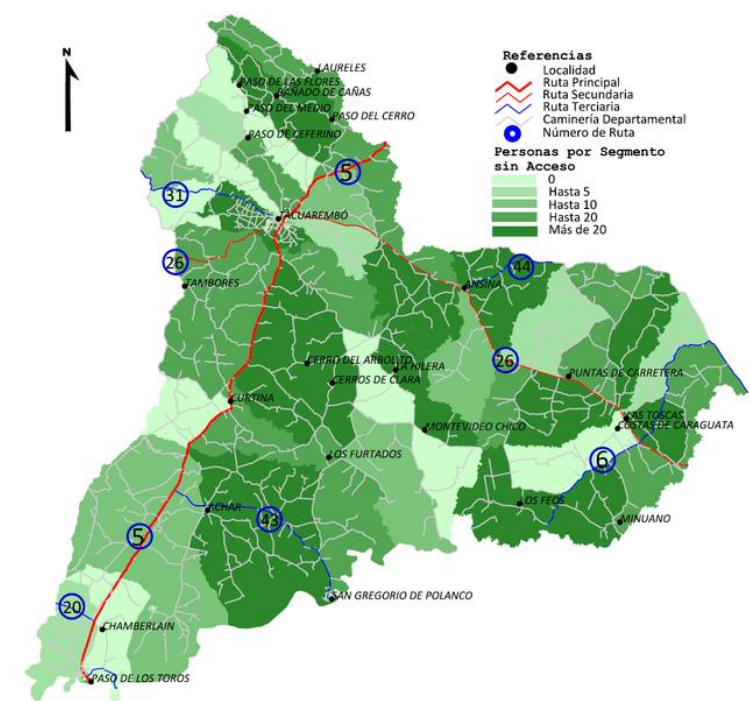 N
Referencias
Localidad
Ruta Principal
Ruta Secundaria
Ruta Terciaria
Caminería Departamental
Número de Ruta
Personas por Segmento
sin Acceso
0
Hasta 5
Hasta 10
Hasta 20
Más de 20
LAURELES
PASO DE LAS FLORES
BAÑADO DE CAÑAS
PASO DEL MEDIO
PASO DEL CERRO
PASO DE CEFERINO
5
31
TACUAREMBÓ
26
44
TAMBORES
ANSINA
26
CERRO DEL ARBOLITO
LA HILERA
CERROS DE CLARA
PUNTAS DE CARRETERA
CURTINA
LAS TOSCAS
COSTAS DE CARAGUATA
MONTEVIDEO CHICO
LOS FURTADOS
6
LOS FEOS
ACHAR
43
MINUANO
5
SAN GREGORIO DE POLANCO
20
CHAMBERLAIN
PASO DE LOS TOROS